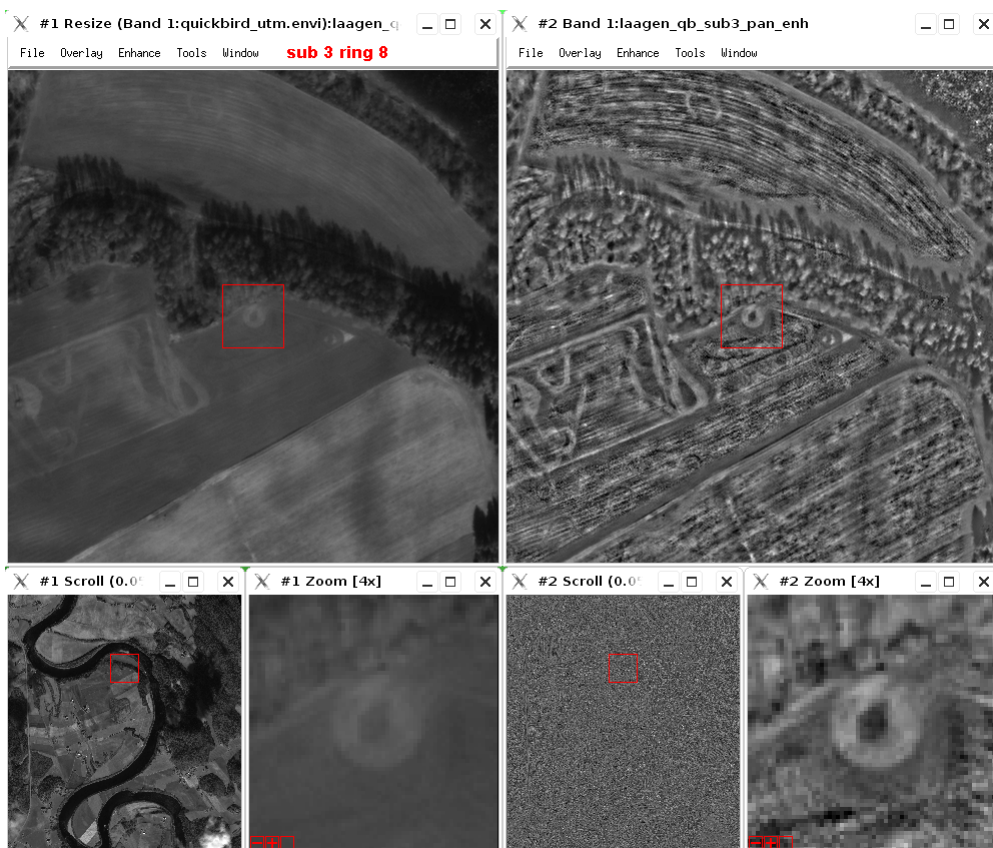 #1 Resize (Band 1:quickbird_utm.envi):laagen_q
File Overlay Enhance Tools Window sub 3 ring 8
#2 Band 1:laagen_qb_sub3_pan_enh
File Overlay Enhance Tools Window
#1 Scroll (0.0
#1 Zoom [4x]
#2 Scroll (0.0
#2 Zoom [4x]